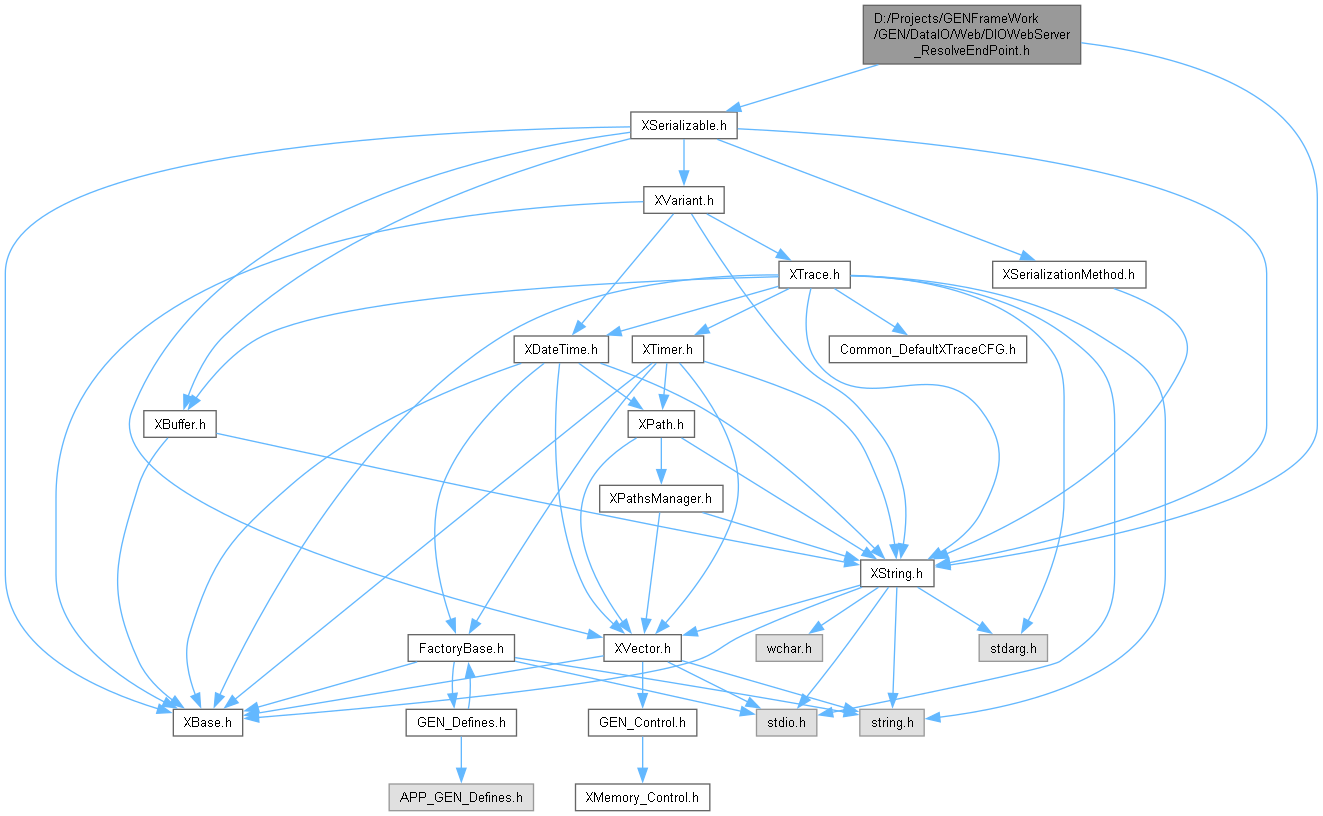 D:/Projects/GENFrameWork
/GEN/DataIO/Web/DIOWebServer
_ResolveEndPoint.h
XSerializable.h
XVariant.h
XTrace.h
XSerializationMethod.h
XDateTime.h
XTimer.h
Common_DefaultXTraceCFG.h
XBuffer.h
XPath.h
XPathsManager.h
XString.h
FactoryBase.h
XVector.h
wchar.h
stdarg.h
XBase.h
GEN_Defines.h
GEN_Control.h
stdio.h
string.h
APP_GEN_Defines.h
XMemory_Control.h